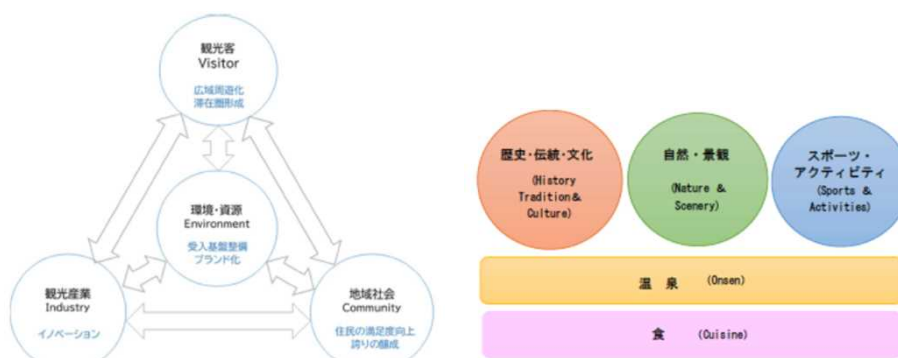 観光客
Visitor
広域周遊化
滞在圏形成
環境・資源
Environment
受入基盤整備
ブランド化
観光産業
Industry
イノベーション
地域社会
Community
住民の満足度向上
誇りの醸成
歴史・伝統・文化
(History
Tradition&
Culture)
自然・景観
(Nature &
Scenery)
スポーツ・
アクティビティ
(Sports &
Activities)
温 泉 (Onsen)
食 (Cuisine)